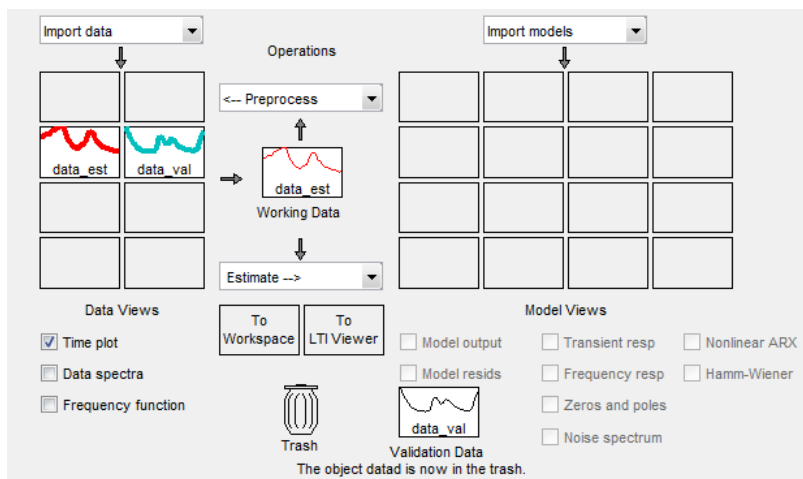 Import data
Import models
Operations
<-- Preprocess
data_est
data_val
data_est
Working Data
Estimate -->
Data Views
To Workspace
To LTI Viewer
Model Views
Time plot
Model output
Transient resp
Nonlinear ARX
Data spectra
Model resids
Frequency resp
Hamm-Wiener
Frequency function
Zeros and poles
data_val
Noise spectrum
Trash
Validation Data
The object datad is now in the trash.